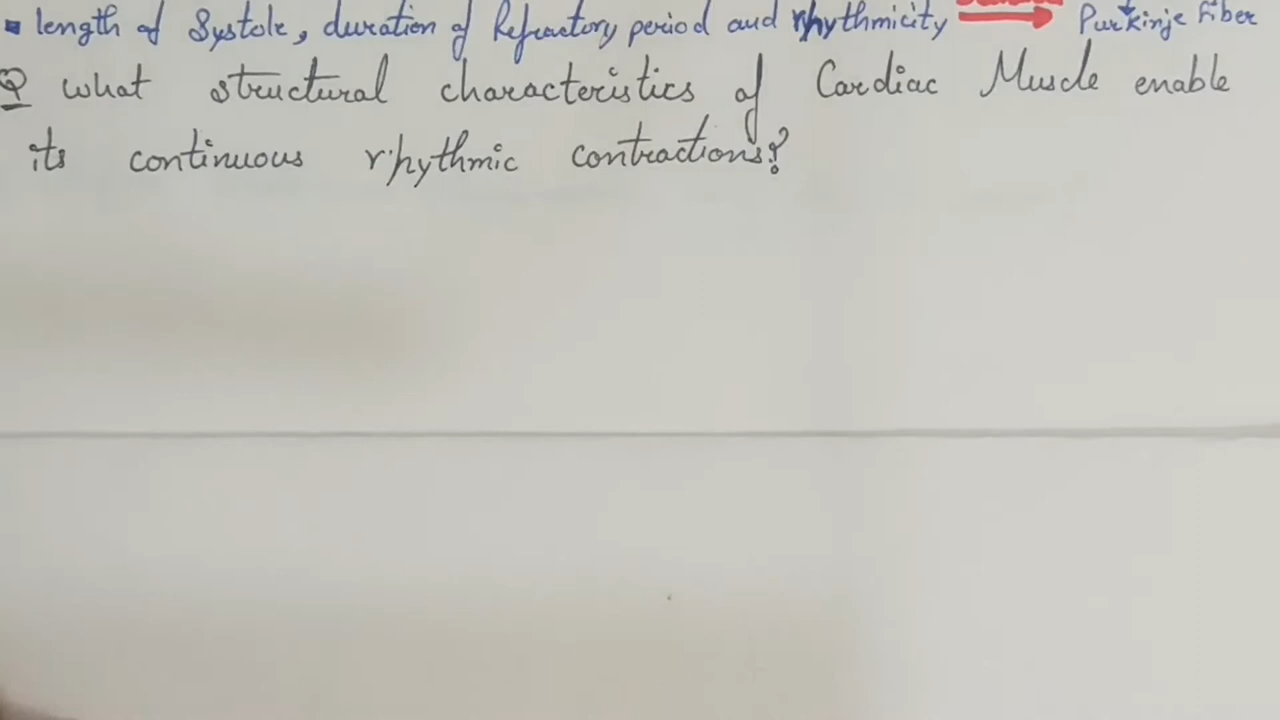 ▪ length of Systole, duration of Refractory period and rhythmicity Purkinje Fiber
Q what structural characteristics of Cardiac Muscle enable
its continuous rhythmic contractions?